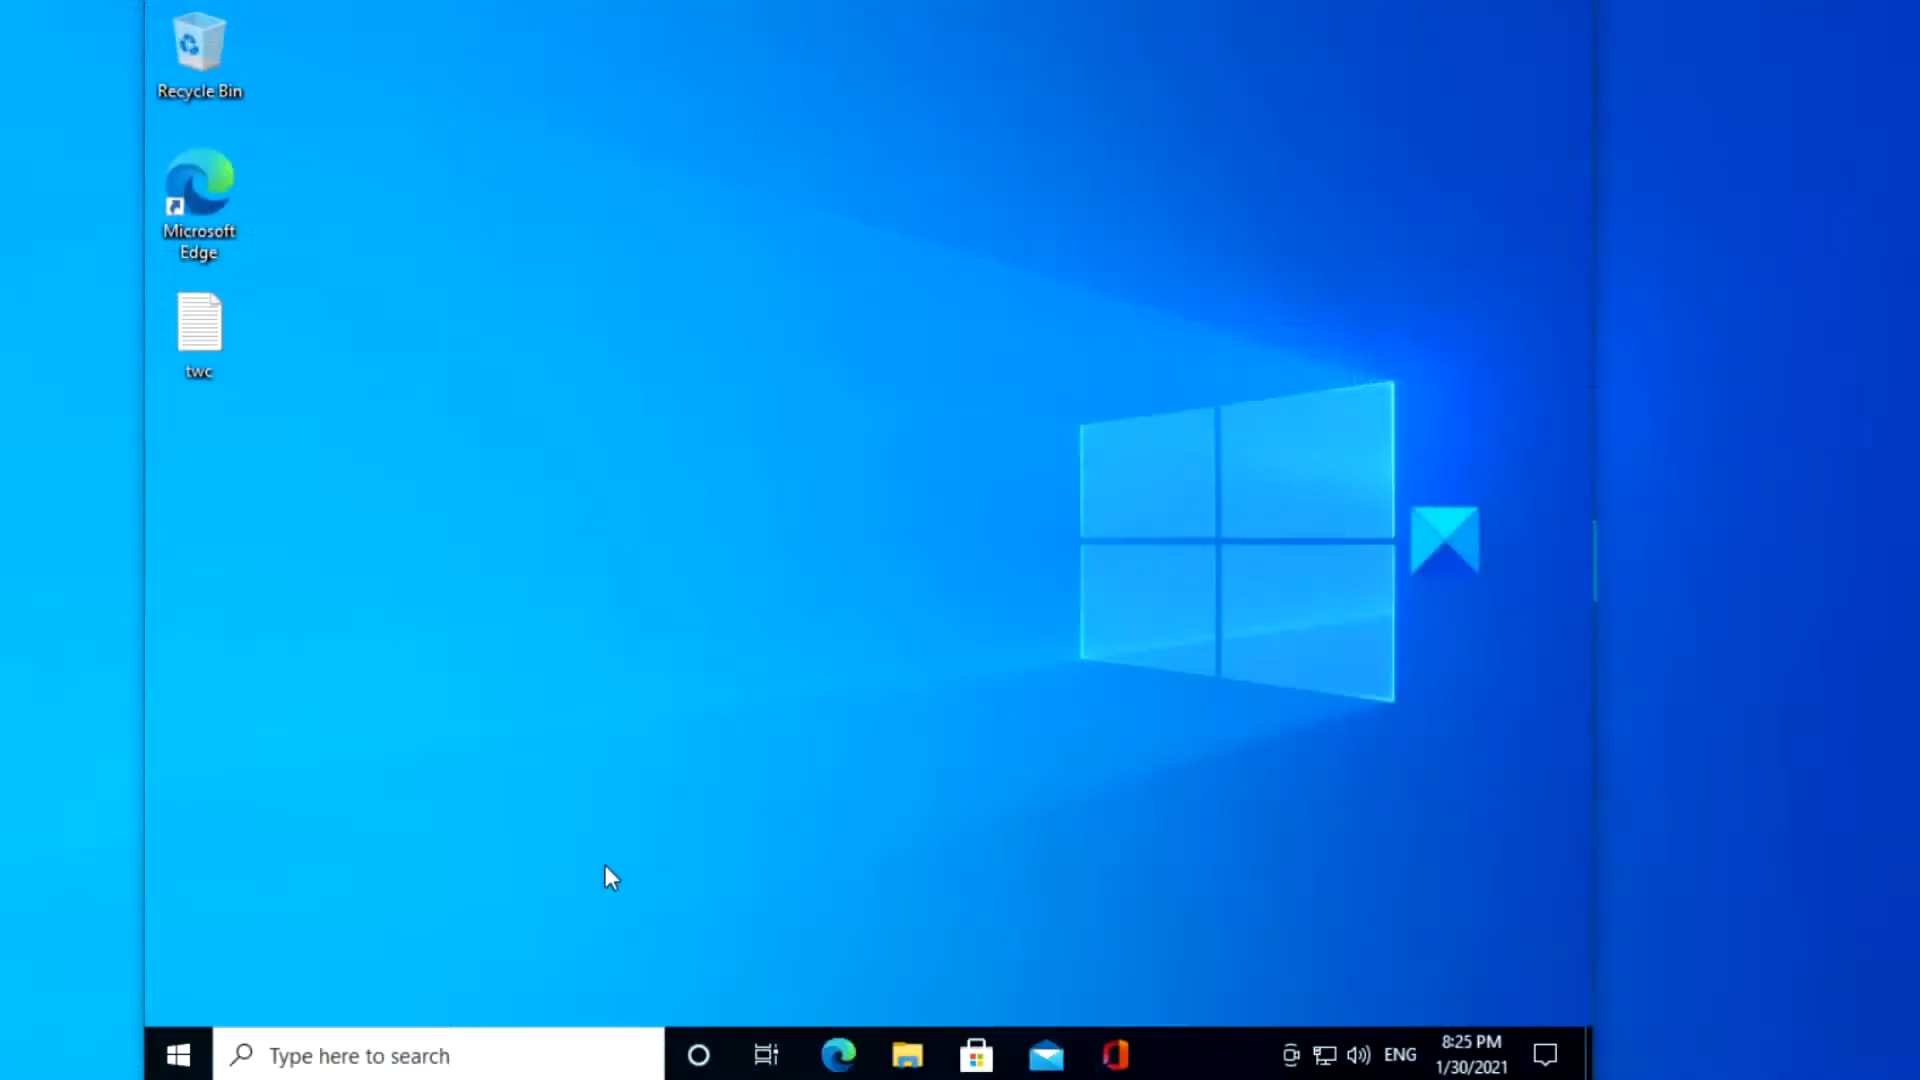 Recycle Bin
Microsoft
Edge
twc
Type here to search
ENG
8:25 PM
1/30/2021